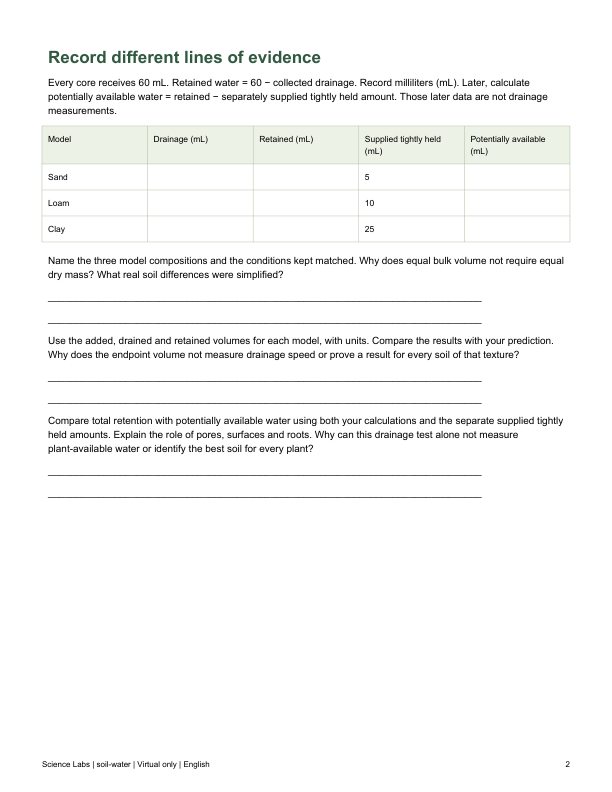 Record different lines of evidence
Every core receives 60 mL. Retained water = 60 − collected drainage. Record milliliters (mL). Later, calculate
potentially available water = retained − separately supplied tightly held amount. Those later data are not drainage
measurements.
Model Drainage (mL) Retained (mL) Supplied tightly held (mL) Potentially available (mL)
Sand 5
Loam 10
Clay 25
Name the three model compositions and the conditions kept matched. Why does equal bulk volume not require equal
dry mass? What real soil differences were simplified?
Use the added, drained and retained volumes for each model, with units. Compare the results with your prediction.
Why does the endpoint volume not measure drainage speed or prove a result for every soil of that texture?
Compare total retention with potentially available water using both your calculations and the separate supplied tightly
held amounts. Explain the role of pores, surfaces and roots. Why can this drainage test alone not measure
plant-available water or identify the best soil for every plant?
Science Labs | soil-water | Virtual only | English 2